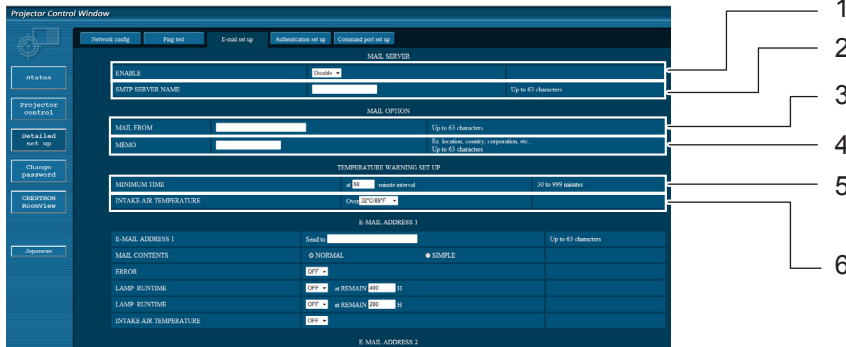 Projector Control Window
Network config Ping test E-mail set up Authentication set up Command port set up
MAIL SERVER
ENABLE Disable
SMTP SERVER NAME Up to 63 characters
MAIL OPTION
MAIL FROM Up to 63 characters
MEMO Ex. location, country, corporation, etc...
Up to 63 characters
TEMPERATURE WARNING SET UP
MINIMUM TIME at 60 -minute interval 30 to 999 minutes
INTAKE AIR TEMPERATURE Over 32°C/89°F
E-MAIL ADDRESS 1
E-MAIL ADDRESS 1 Send to Up to 63 characters
MAIL CONTENTS NORMAL SIMPLE
ERROR OFF
LAMP RUNTIME OFF at REMAIN 400 H
LAMP RUNTIME OFF at REMAIN 200 H
INTAKE AIR TEMPERATURE OFF
E-MAIL ADDRESS 2
Status
Projector
control
Detailed
set up
Change
password
CRESTRON
RoomView
Japanese
1
2
3
4
5
6